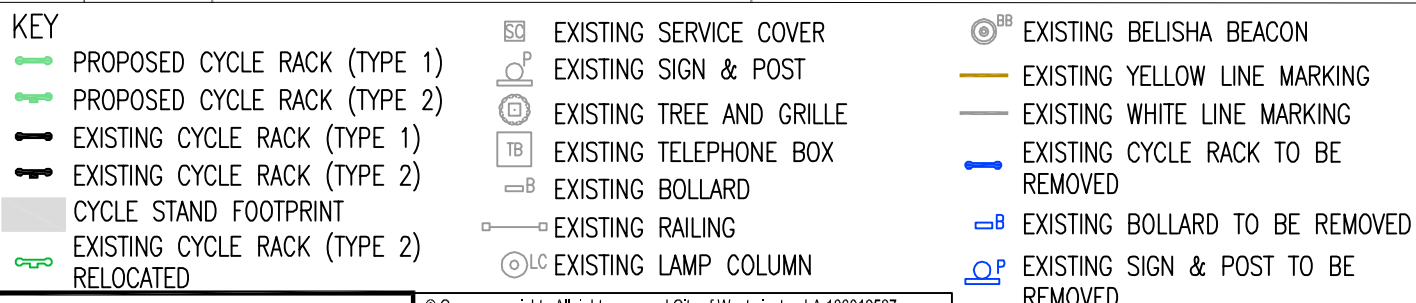 KEY
PROPOSED CYCLE RACK (TYPE 1)
PROPOSED CYCLE RACK (TYPE 2)
EXISTING CYCLE RACK (TYPE 1)
EXISTING CYCLE RACK (TYPE 2)
CYCLE STAND FOOTPRINT
EXISTING CYCLE RACK (TYPE 2)
RELOCATED
SC EXISTING SERVICE COVER
P EXISTING SIGN & POST
EXISTING TREE AND GRILLE
TB EXISTING TELEPHONE BOX
B EXISTING BOLLARD
EXISTING RAILING
LC EXISTING LAMP COLUMN
BB EXISTING BELISHA BEACON
EXISTING YELLOW LINE MARKING
EXISTING WHITE LINE MARKING
EXISTING CYCLE RACK TO BE
REMOVED
B EXISTING BOLLARD TO BE REMOVED
P EXISTING SIGN & POST TO BE
REMOVED